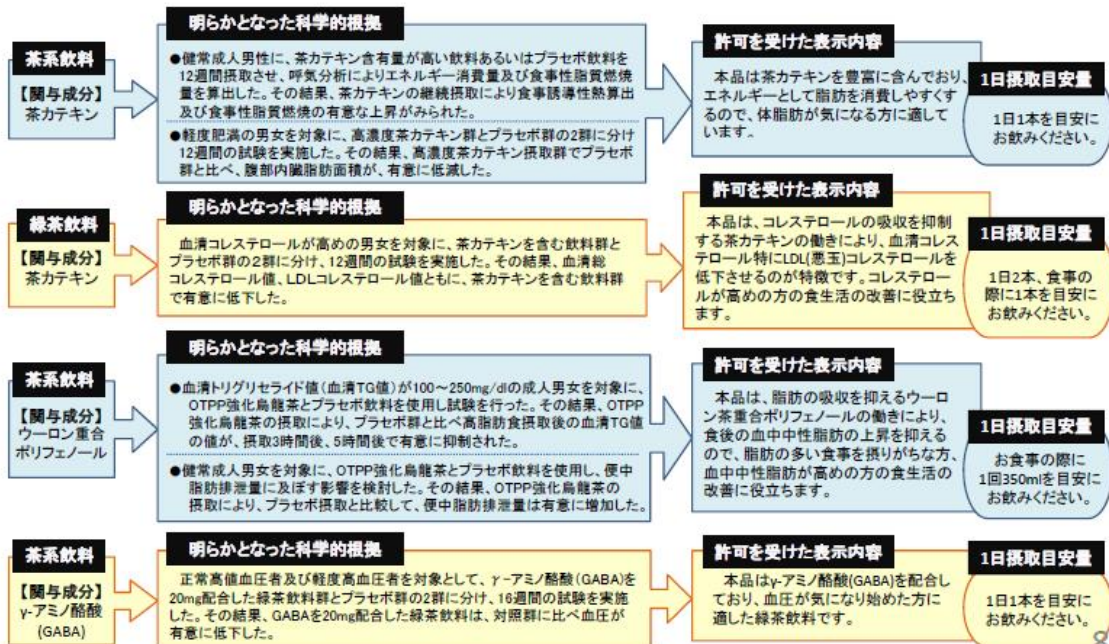 茶系飲料
【関与成分】
茶カテキン
明らかとなった科学的根拠
●健常成人男性に、茶カテキン含有量が高い飲料あるいはプラセボ飲料を
12週間摂取させ、呼気分析によりエネルギー消費量及び食事性脂質燃焼
量を算出した。その結果、茶カテキンの継続摂取により食事誘導性熱算出
及び食事性脂質燃焼の有意な上昇がみられた。
●軽度肥満の男女を対象に、高濃度茶カテキン群とプラセボ群の2群に分け
12週間の試験を実施した。その結果、高濃度茶カテキン摂取群でプラセボ
群と比べ、腹部内臓脂肪面積が、有意に低減した。
許可を受けた表示内容
本品は茶カテキンを豊富に含んでおり、
エネルギーとして脂肪を消費しやすくす
るので、体脂肪が気になる方に適して
います。
1日摂取目安量
1日1本を目安に
お飲みください。
緑茶飲料
【関与成分】
茶カテキン
明らかとなった科学的根拠
血清コレステロールが高めの男女を対象に、茶カテキンを含む飲料群と
プラセボ群の2群に分け、12週間の試験を実施した。その結果、血清総
コレステロール値、LDLコレステロール値ともに、茶カテキンを含む飲料群
で有意に低下した。
許可を受けた表示内容
本品は、コレステロールの吸収を抑制
する茶カテキンの働きにより、血清コレス
テロール特にLDL(悪玉)コレステロールを
低下させるのが特徴です。コレステロー
ルが高めの方の食生活の改善に役立ち
ます。
1日摂取目安量
1日2本、食事の
際に1本を目安に
お飲みください。
茶系飲料
【関与成分】
ウーロン重合
ポリフェノール
明らかとなった科学的根拠
●血清トリグリセライド値(血清TG値)が100～250mg/dlの成人男女を対象に、
OTPP強化烏龍茶とプラセボ飲料を使用し試験を行った。その結果、OTPP
強化烏龍茶の摂取により、プラセボ群と比べ高脂肪食摂取後の血清TG値
の値が、摂取3時間後、5時間後で有意に抑制された。
●健常成人男女を対象に、OTPP強化烏龍茶とプラセボ飲料を使用し、便中
脂肪排泄量に及ぼす影響を検討した。その結果、OTPP強化烏龍茶の
摂取により、プラセボ摂取と比較して、便中脂肪排泄量は有意に増加した。
許可を受けた表示内容
本品は、脂肪の吸収を抑えるウーロ
ン茶重合ポリフェノールの働きにより、
食後の血中中性脂肪の上昇を抑える
ので、脂肪の多い食事を摂りがちな方、
血中中性脂肪が高めの方の食生活の
改善に役立ちます。
1日摂取目安量
お食事の際に
1回350mlを目安に
お飲みください。
茶系飲料
【関与成分】
γ-アミノ酪酸
(GABA)
明らかとなった科学的根拠
正常高値血圧者及び軽度高血圧者を対象として、γ-アミノ酪酸(GABA)を
20mg配合した緑茶飲料群とプラセボ群の2群に分け、16週間の試験を実施
した。その結果、GABAを20mg配合した緑茶飲料は、対照群に比べ血圧が
有意に低下した。
許可を受けた表示内容
本品はγ-アミノ酪酸(GABA)を配合し
ており、血圧が気になり始めた方に
適した緑茶飲料です。
1日摂取目安量
1日1本を目安に
お飲みください。